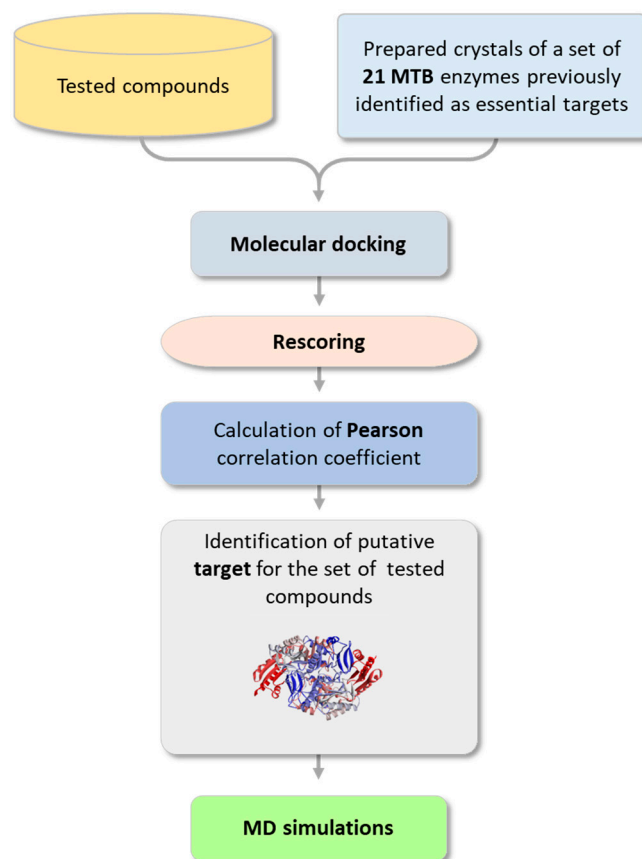 Tested compounds
Prepared crystals of a set of
21 MTB enzymes previously
identified as essential targets
Molecular docking
Rescoring
Calculation of Pearson
correlation coefficient
Identification of putative
target for the set of tested
compounds
MD simulations